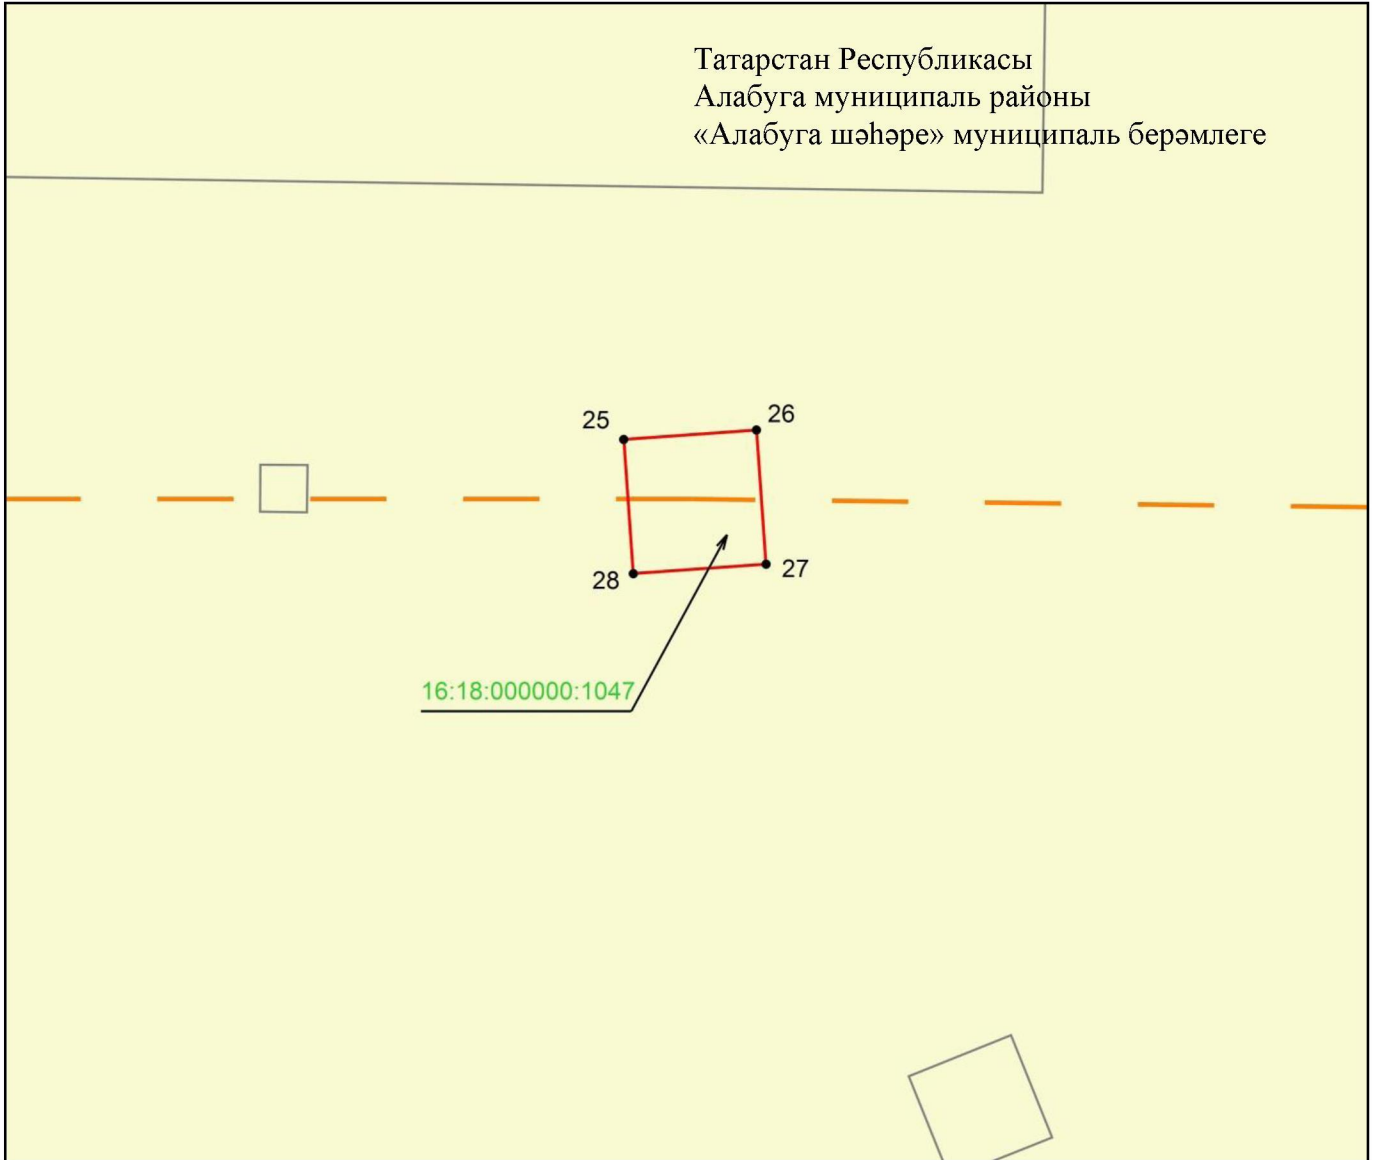 Татарстан Республикасы
Алабуга муниципаль районы
«Алабуга шәһәре» муниципаль берәмлеге
25
26
28
27
16:18:000000:1047